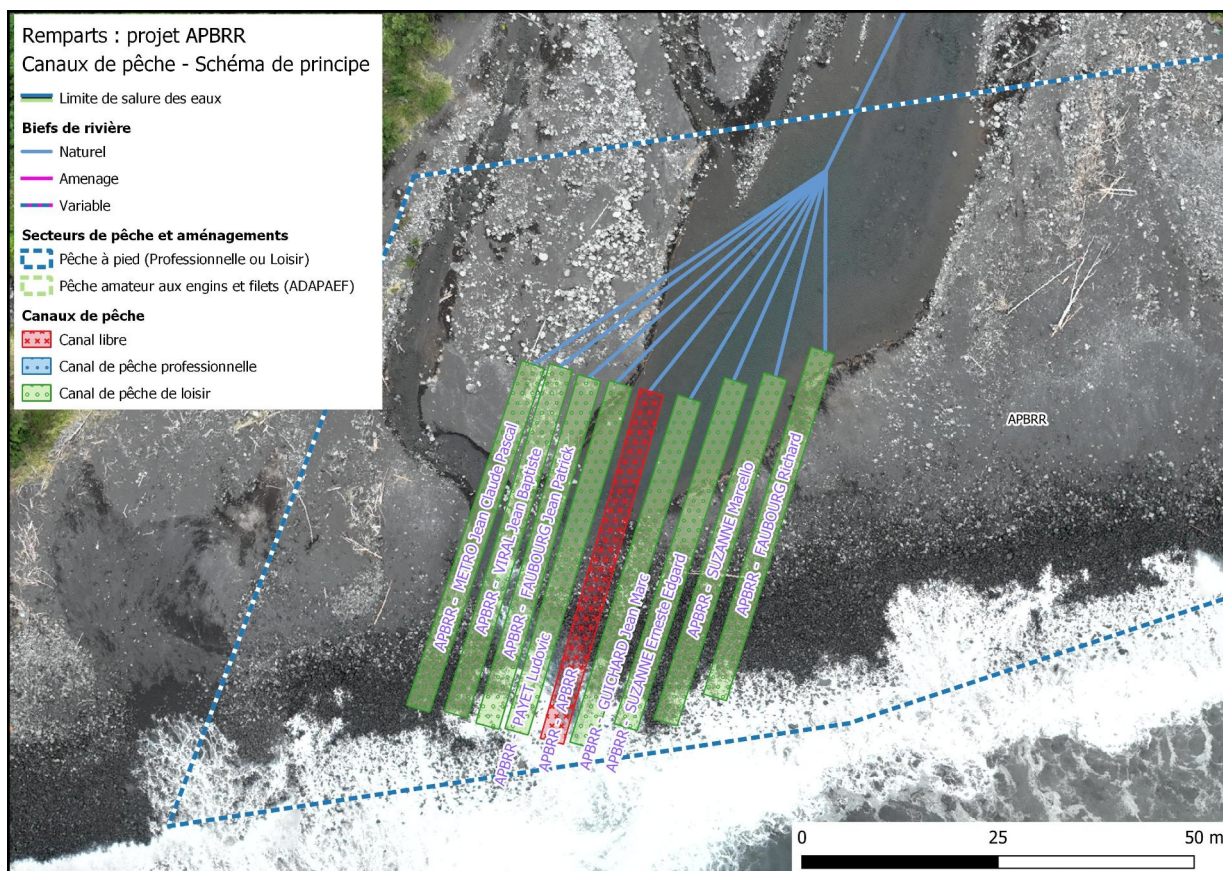 Remparts : projet APBRR
Canaux de pêche - Schéma de principe
Limite de salure des eaux
Biefs de rivière
Naturel
Amenage
Variable
Secteurs de pêche et aménagements
Pêche à pied (Professionnelle ou Loisir)
Pêche amateur aux engins et filets (ADAPAEF)
Canaux de pêche
Canal libre
Canal de pêche professionnelle
Canal de pêche de loisir
APBRR - METRO Jean Claude Pascal
APBRR - VIRAL Jean Baptiste
APBRR - FAUBOURG Jean Patrick
APBRR - PAYET Ludovic
APBRR - APBRR
APBRR - GUICHARD Jean Marc
APBRR - SUZANNE Erneste Edgard
APBRR - SUZANNE Marcello
APBRR - FAUBOURG Richard
APBRR
0 25 50 m